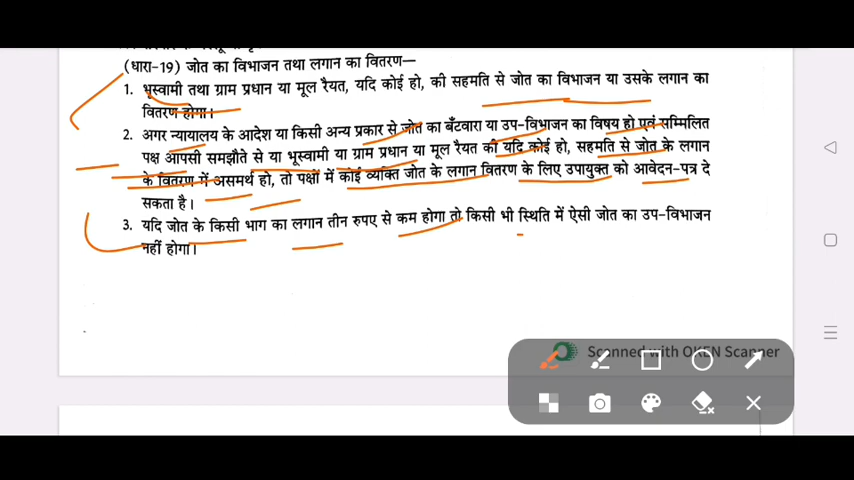 (धारा-19) जोत का विभाजन तथा लगान का वितरण—
1. भूस्वामी तथा ग्राम प्रधान या मूल रैयत, यदि कोई हो, की सहमति से जोत का विभाजन या उसके लगान का
वितरण होगा।
2. अगर न्यायालय के आदेश या किसी अन्य प्रकार से जोत का बँटवारा या उप-विभाजन का विषय हो एवं सम्मिलित
पक्ष आपसी समझौते से या भूस्वामी या ग्राम प्रधान या मूल रैयत की यदि कोई हो, सहमति से जोत के लगान
के वितरण में असमर्थ हो, तो पक्षों में कोई व्यक्ति जोत के लगान वितरण के लिए उपायुक्त को आवेदन-पत्र दे
सकता है।
3. यदि जोत के किसी भाग का लगान तीन रुपए से कम होगा तो किसी भी स्थिति में ऐसी जोत का उप-विभाजन
नहीं होगा।
Scanned with OKEN Scanner